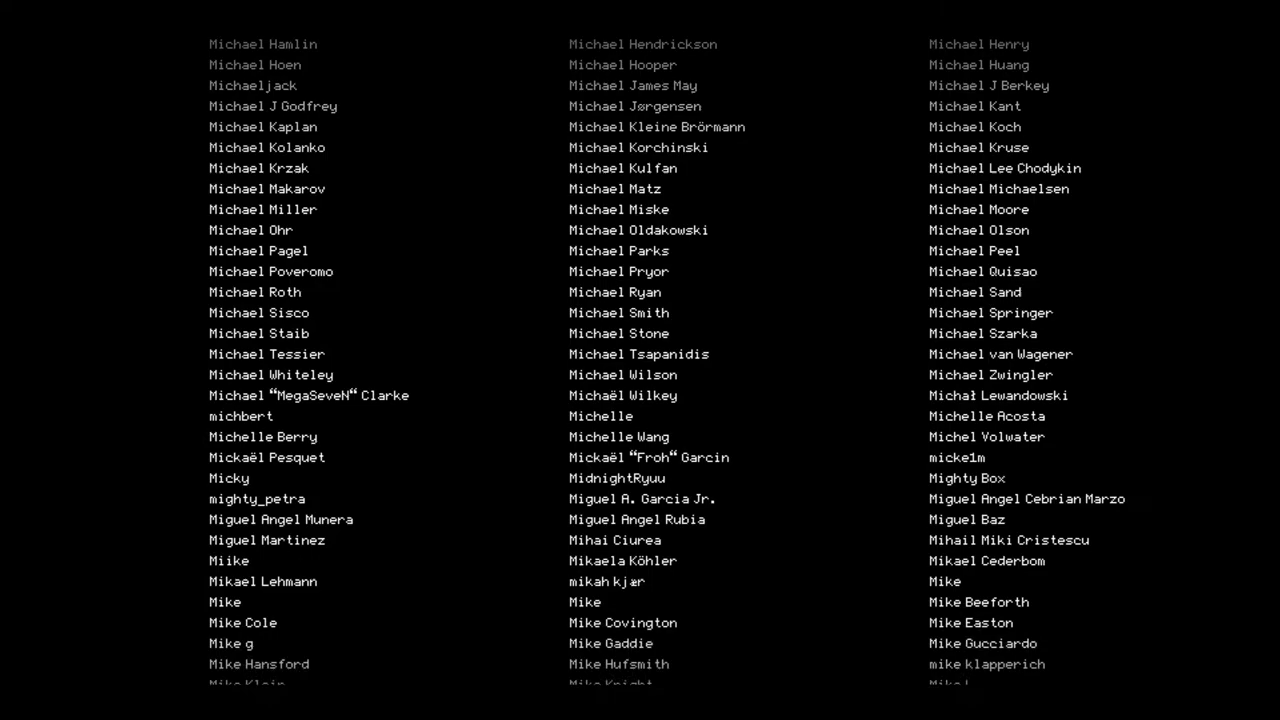 Michael Hamlin Michael Hendrickson Michael Henry
Michael Hoen Michael Hooper Michael Huang
Michaeljack Michael James May Michael J Berkey
Michael J Godfrey Michael Jørgensen Michael Kant
Michael Kaplan Michael Kleine Brörmann Michael Koch
Michael Kolanko Michael Korchinski Michael Kruse
Michael Krzak Michael Kulfan Michael Lee Chodykin
Michael Makarov Michael Matz Michael Michaelsen
Michael Miller Michael Miske Michael Moore
Michael Ohr Michael Oldakowski Michael Olson
Michael Pagel Michael Parks Michael Peel
Michael Poveromo Michael Pryor Michael Quisao
Michael Roth Michael Ryan Michael Sand
Michael Sisco Michael Smith Michael Springer
Michael Staib Michael Stone Michael Szarka
Michael Tessier Michael Tsapanidis Michael van Wagener
Michael Whiteley Michael Wilson Michael Zwingler
Michael “MegaSeveN“ Clarke Michaël Wilkey Michał Lewandowski
michbert Michelle Michelle Acosta
Michelle Berry Michelle Wang Michel Volwater
Mickaël Pesquet Mickaël “Froh“ Garcin micke1m
Micky MidnightRyuu Mighty Box
mighty_petra Miguel A. Garcia Jr. Miguel Angel Cebrian Marzo
Miguel Angel Munera Miguel Angel Rubia Miguel Baz
Miguel Martinez Mihai Ciurea Mihail Miki Cristescu
Miike Mikaela Köhler Mikael Cederbom
Mikael Lehmann mikah kjær Mike
Mike Mike Mike Beeforth
Mike Cole Mike Covington Mike Easton
Mike g Mike Gaddie Mike Gucciardo
Mike Hansford Mike Hufsmith mike klapperich
Mike Klein Mike Knight Mike